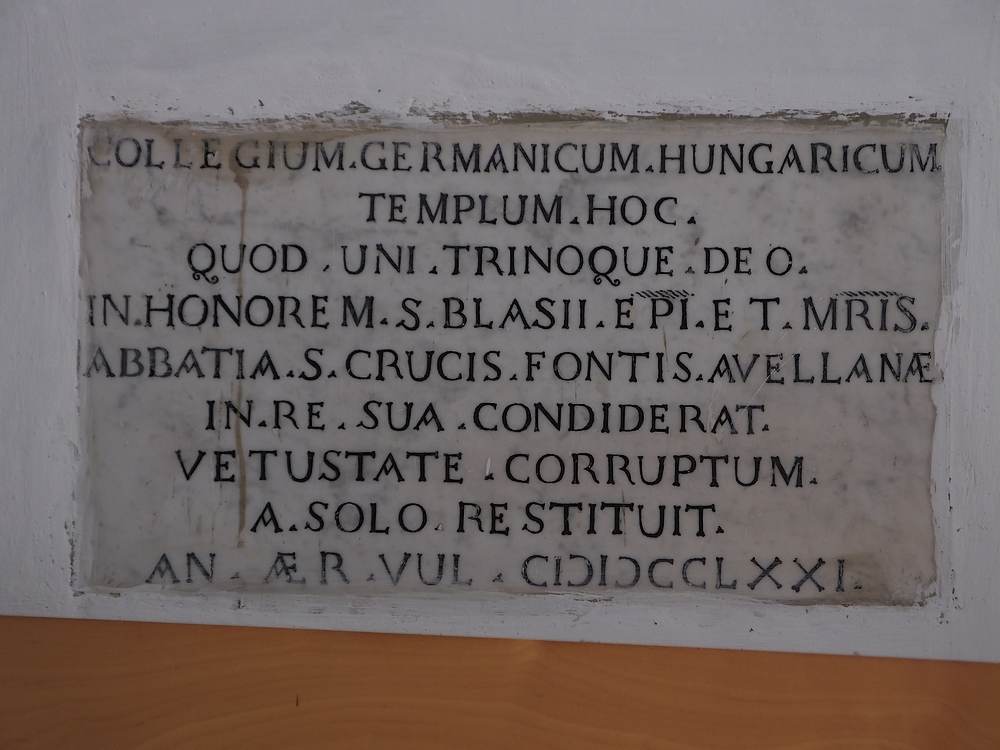 COLLEGIUM.GERMANICUM.HUNGARICUM
TEMPLUM.HOC.
QUOD.UNI.TRINOQUE.DEO.
IN.HONOREM.S.BLASII.EPI.ET.MRIS.
ABBATIA.S.CRUCIS.FONTIS.AVELLANÆ
IN.RE.SUA.CONDIDERAT.
VETUSTATE.CORRUPTUM.
A.SOLO.RESTITUIT.
AN.ÆR.VUL.CIↃIↃCCLXXI.